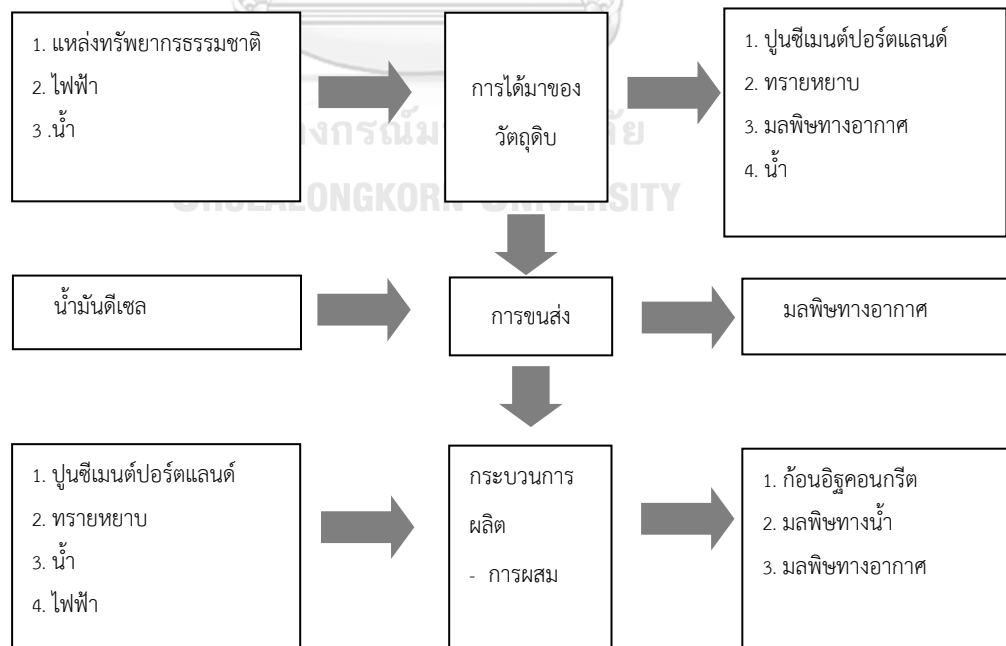 1. แหล่งทรัพยากรธรรมชาติ
2. ไฟฟ้า
3 .น้ำ
การได้มาของ
วัตถุดิบ
1. ปูนซีเมนต์ปอร์ตแลนด์
2. ทรายหยาบ
3. มลพิษทางอากาศ
4. น้ำ
น้ำมันดีเซล
การขนส่ง
มลพิษทางอากาศ
1. ปูนซีเมนต์ปอร์ตแลนด์
2. ทรายหยาบ
3. น้ำ
4. ไฟฟ้า
กระบวนการ
ผลิต
- การผสม
1. ก้อนอิฐคอนกรีต
2. มลพิษทางน้ำ
3. มลพิษทางอากาศ